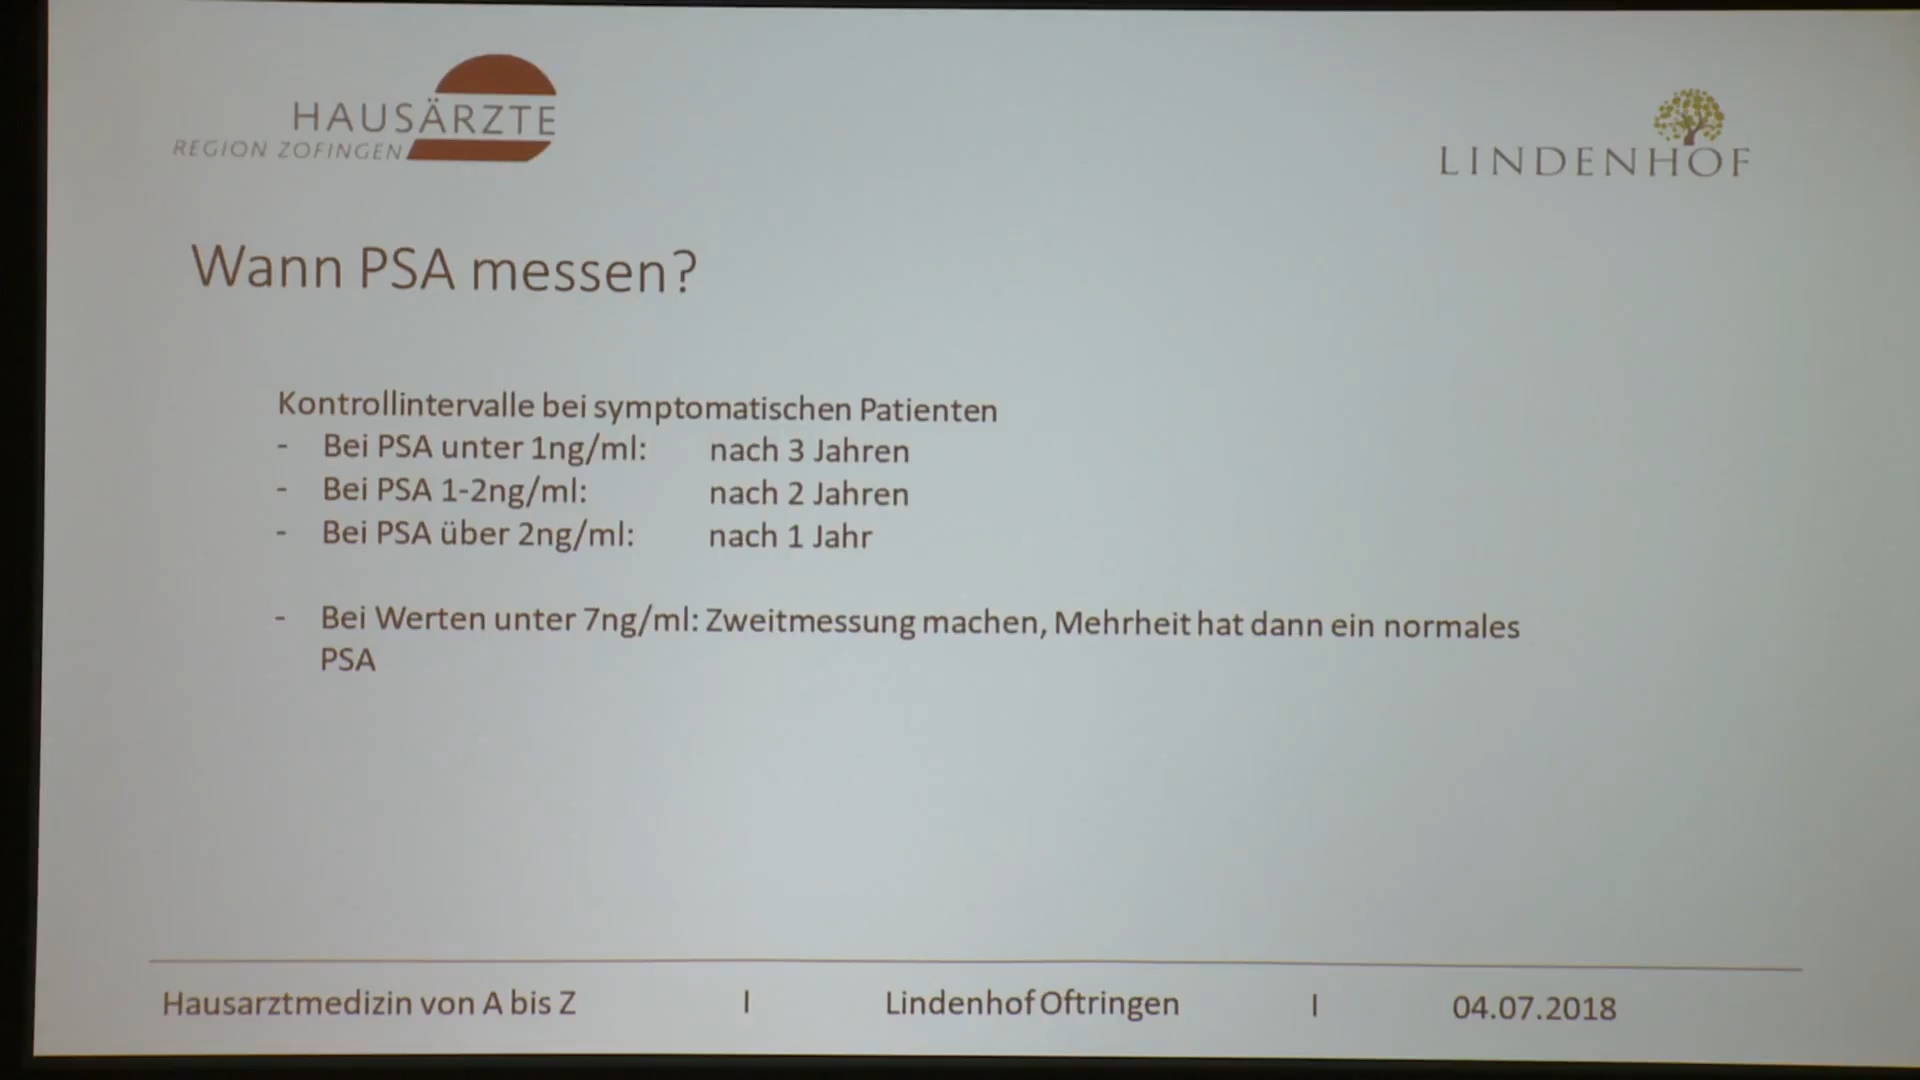 HAUSÄRZTE
REGION ZOFINGEN
LINDENHOF
Wann PSA messen?
Kontrollintervalle bei symptomatischen Patienten
- Bei PSA unter 1ng/ml: nach 3 Jahren
- Bei PSA 1-2ng/ml: nach 2 Jahren
- Bei PSA über 2ng/ml: nach 1 Jahr
- Bei Werten unter 7ng/ml: Zweitmessung machen, Mehrheit hat dann ein normales
PSA
Hausarztmedizin von A bis Z | Lindenhof Oftringen | 04.07.2018